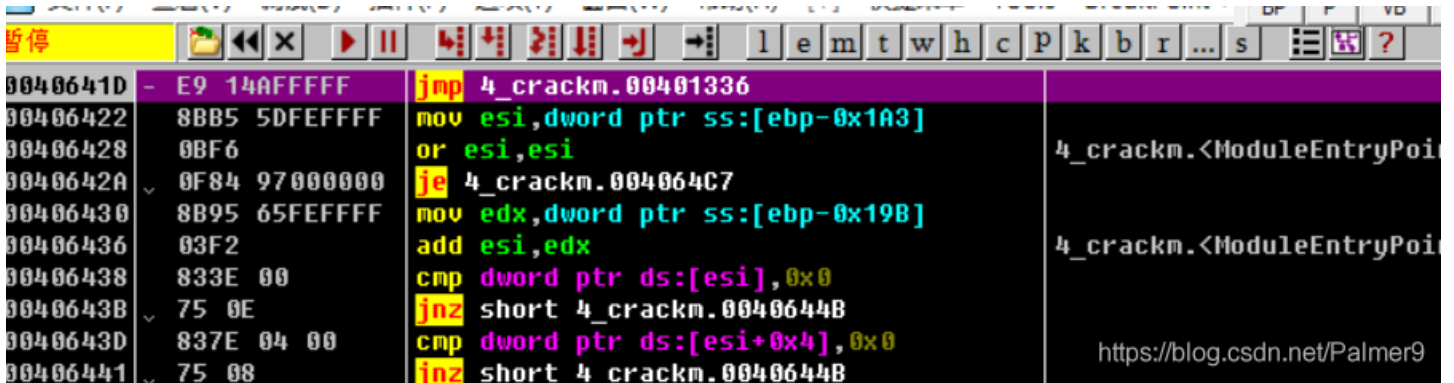 暂停 l e m t w h c P k b r ... s ?
0040641D - E9 14AFFFFF jmp 4_crackm.00401336
00406422 8BB5 5DFEFFFF mov esi,dword ptr ss:[ebp-0x1A3]
00406428 0BF6 or esi,esi 4_crackm.<ModuleEntryPoi
0040642A 0F84 97000000 je 4_crackm.004064C7
00406430 8B95 65FEFFFF mov edx,dword ptr ss:[ebp-0x19B]
00406436 03F2 add esi,edx 4_crackm.<ModuleEntryPoi
00406438 833E 00 cmp dword ptr ds:[esi],0x0
0040643B 75 0E jnz short 4_crackm.0040644B
0040643D 837E 04 00 cmp dword ptr ds:[esi+0x4],0x0
00406441 75 08 jnz short 4_crackm.0040644B
https://blog.csdn.net/Palmer9